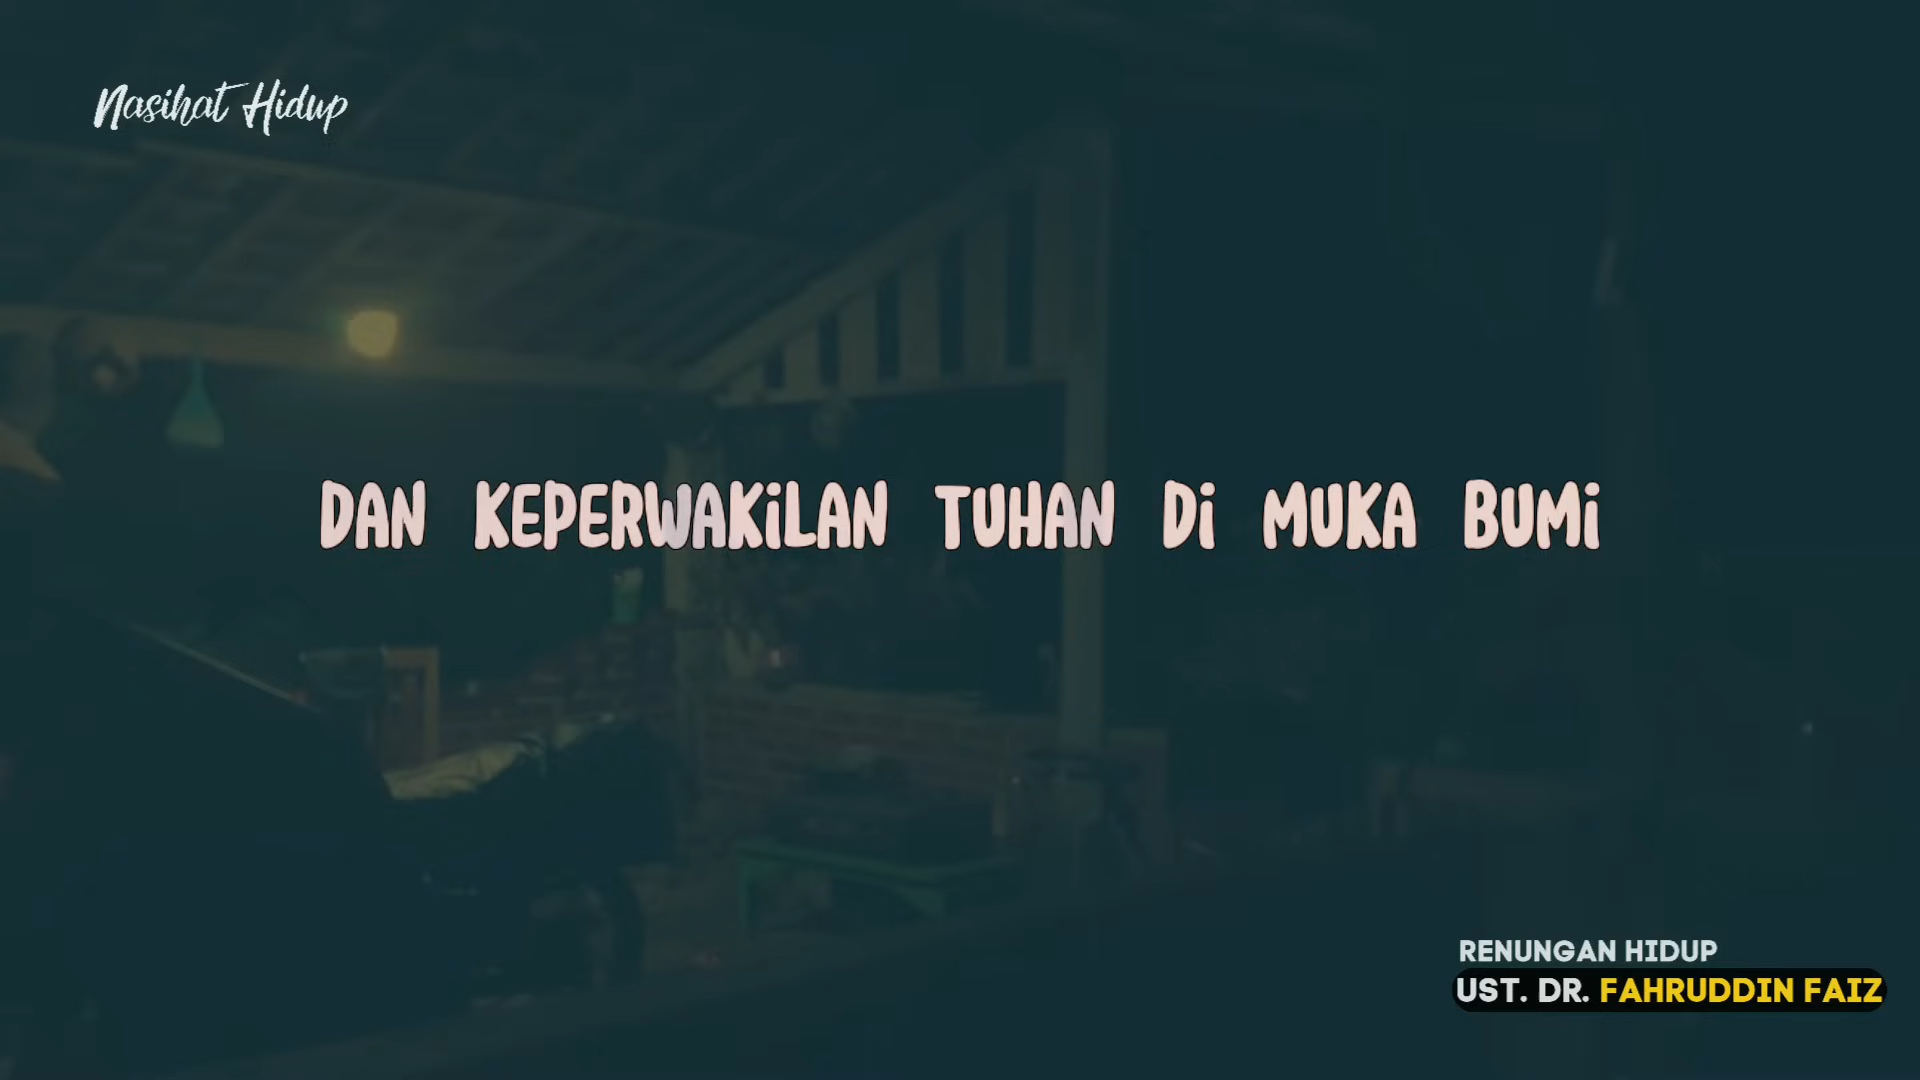 Nasihat Hidup
DAN KEPERWAKiLAN TUHAN Di MUKA BUMi
RENUNGAN HIDUP
UST. DR. FAHRUDDIN FAIZ